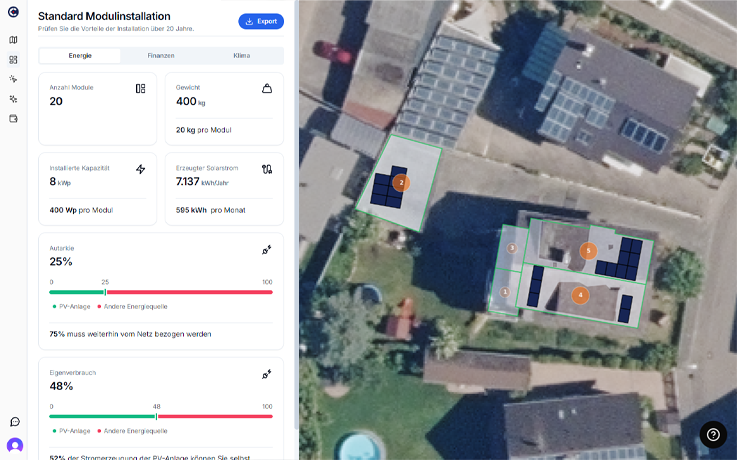 Standard Modulinstallation
Prüfen Sie die Vorteile der Installation über 20 Jahre.
Export
Energie
Finanzen
Klima
Anzahl Module
20
Gewicht
400 kg
20 kg pro Modul
Installierte Kapazität
8 kWp
400 Wp pro Modul
Erzeugter Solarstrom
7.137 kWh/Jahr
595 kWh pro Monat
Autarkie
25%
0 25 100
PV-Anlage Andere Energiequelle
75% muss weiterhin vom Netz bezogen werden
Eigenverbrauch
48%
0 48 100
PV-Anlage Andere Energiequelle
52% der Stromerzeugung der PV-Anlage können Sie selbst
2
3
5
1
4